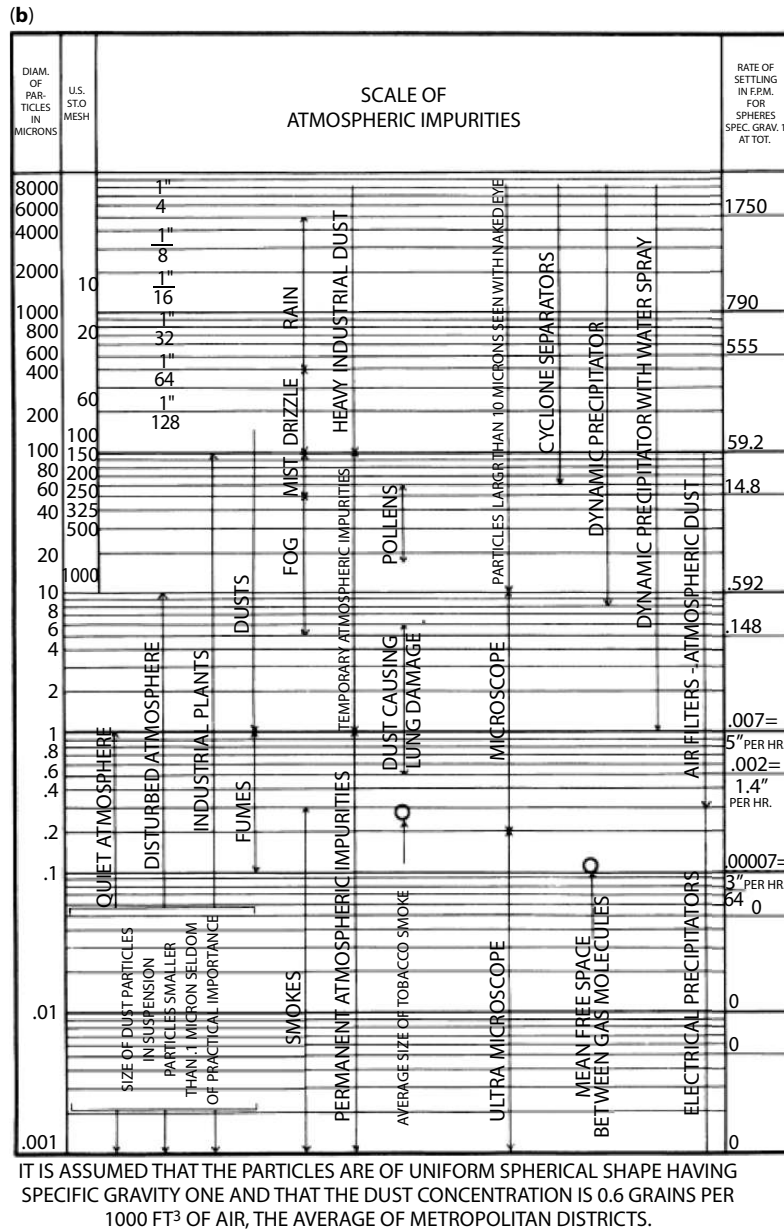 (b)
DIAM.
OF
PAR-
TICLES
IN
MICRONS
U.S.
ST.O
MESH
SCALE OF
ATMOSPHERIC IMPURITIES
RATE OF
SETTLING
IN F.P.M.
FOR
SPHERES
SPEC. GRAV. 1
AT TOT.
8000
6000
4000
2000
1000
800
600
400
200
100
80
60
40
20
10
8
6
4
2
1
.8
.6
.4
.2
.1
.01
.001
10
20
60
100
150
200
250
325
500
1000
1"
4
1"
8
1"
16
1"
32
1"
64
1"
128
QUIET ATMOSPHERE
DISTURBED ATMOSPHERE
INDUSTRIAL PLANTS
DUSTS
FUMES
SIZE OF DUST PARTICLES
IN SUSPENSION
PARTICLES SMALLER
THAN .1 MICRON SELDOM
OF PRACTICAL IMPORTANCE
RAIN
DRIZZLE
MIST
FOG
SMOKES
HEAVY INDUSTRIAL DUST
TEMPORARY ATMOSPHERIC IMPURITIES
PERMANENT ATMOSPHERIC IMPURITIES
POLLENS
DUST CAUSING
LUNG DAMAGE
AVERAGE SIZE OF TOBACCO SMOKE
PARTICLES LARGR THAN 10 MICRONS SEEN WITH NAKED EYE
MICROSCOPE
ULTRA MICROSCOPE
CYCLONE SEPARATORS
DYNAMIC PRECIPITATOR
MEAN FREE SPACE
BETWEEN GAS MOLECULES
DYNAMIC PRECIPITATOR WITH WATER SPRAY
AIR FILTERS - ATMOSPHERIC DUST
ELECTRICAL PRECIPITATORS
1750
790
555
59.2
14.8
.592
.148
.007=
5" PER HR.
.002=
1.4"
PER HR.
.00007=
3" PER HR.
64
0
0
0
0
IT IS ASSUMED THAT THE PARTICLES ARE OF UNIFORM SPHERICAL SHAPE HAVING
SPECIFIC GRAVITY ONE AND THAT THE DUST CONCENTRATION IS 0.6 GRAINS PER
1000 FT³ OF AIR, THE AVERAGE OF METROPOLITAN DISTRICTS.